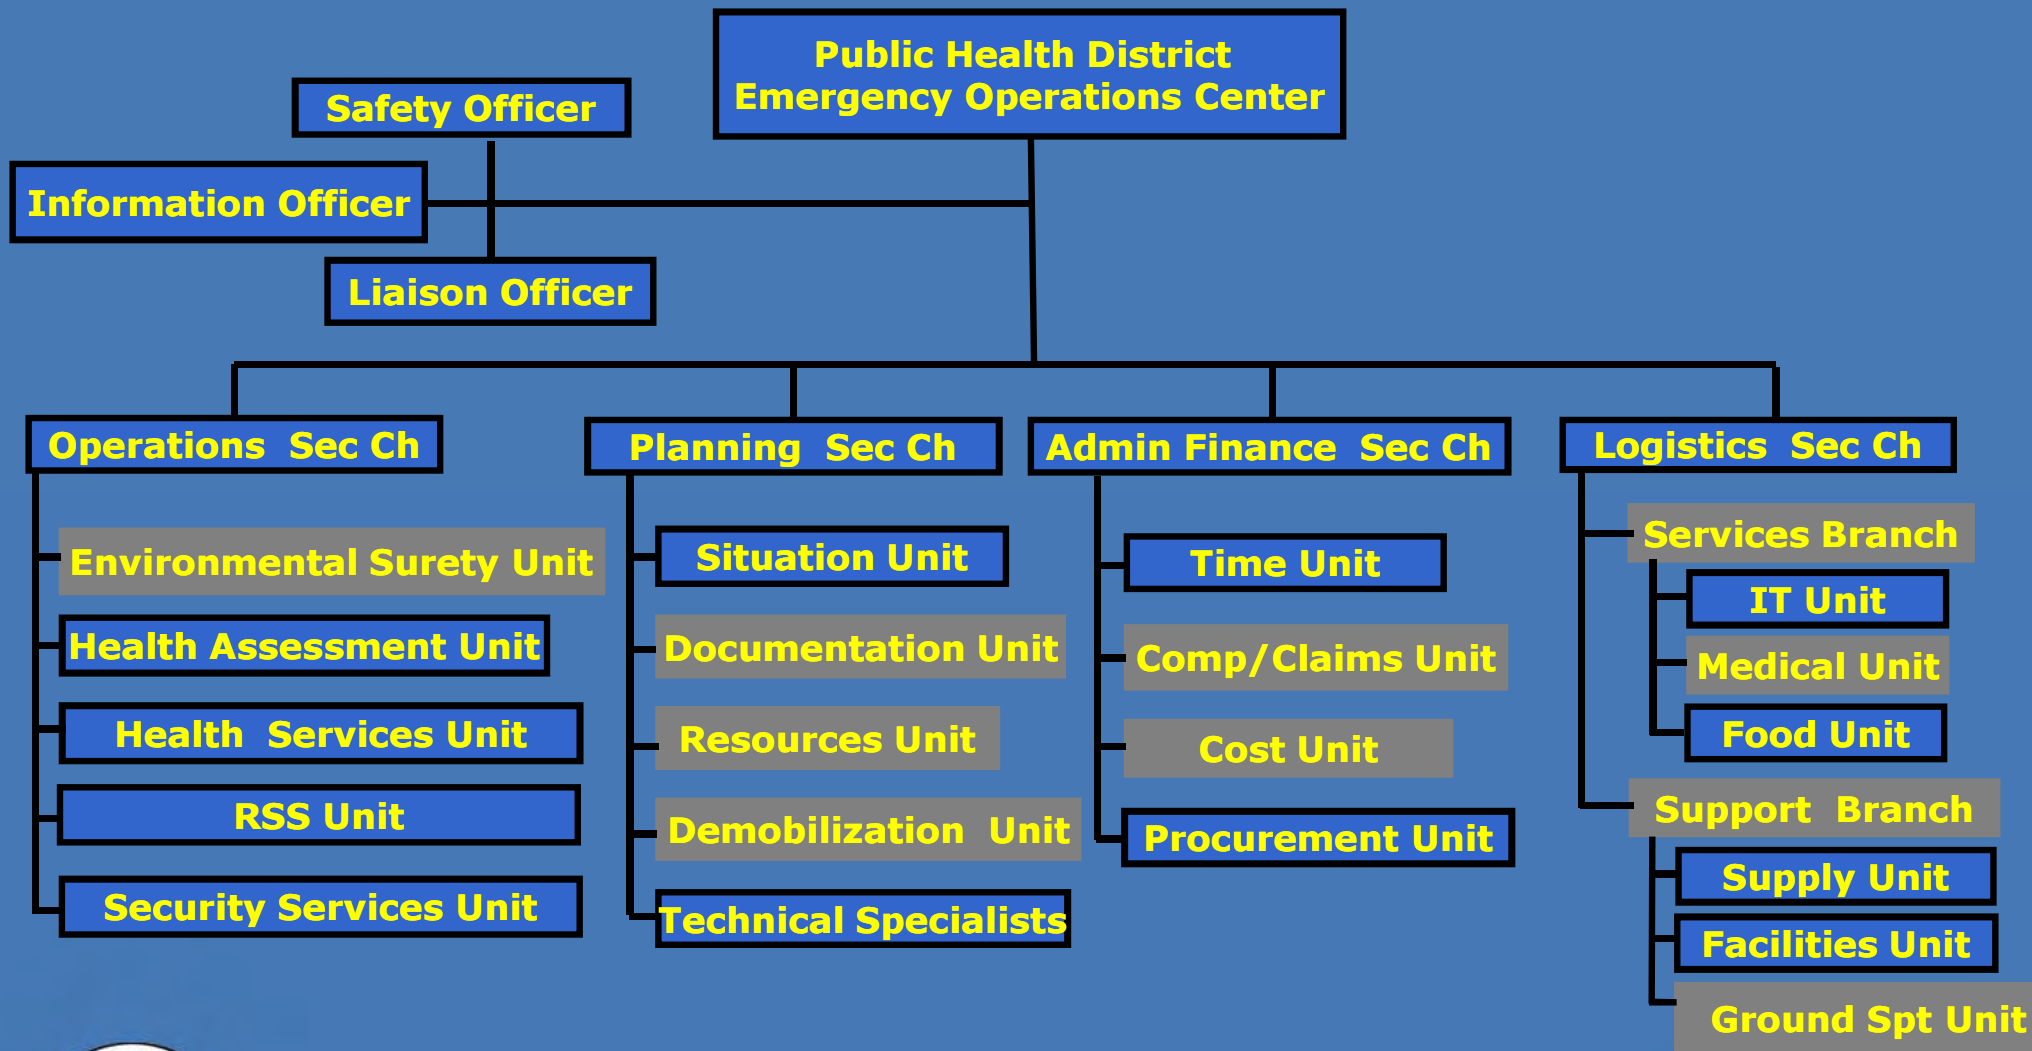 Public Health District
Emergency Operations Center
Safety Officer
Information Officer
Liaison Officer
Operations  Sec Ch
Environmental Surety Unit
Health Assessment Unit
Health  Services Unit
RSS Unit
Security Services Unit
Planning  Sec Ch
Situation Unit
Documentation Unit
Resources Unit
Demobilization  Unit
Technical Specialists
Admin Finance  Sec Ch
Time Unit
Comp/Claims Unit
Cost Unit
Procurement Unit
Logistics  Sec Ch
Services Branch
IT Unit
Medical Unit
Food Unit
Support  Branch
Supply Unit
Facilities Unit
Ground Spt Unit